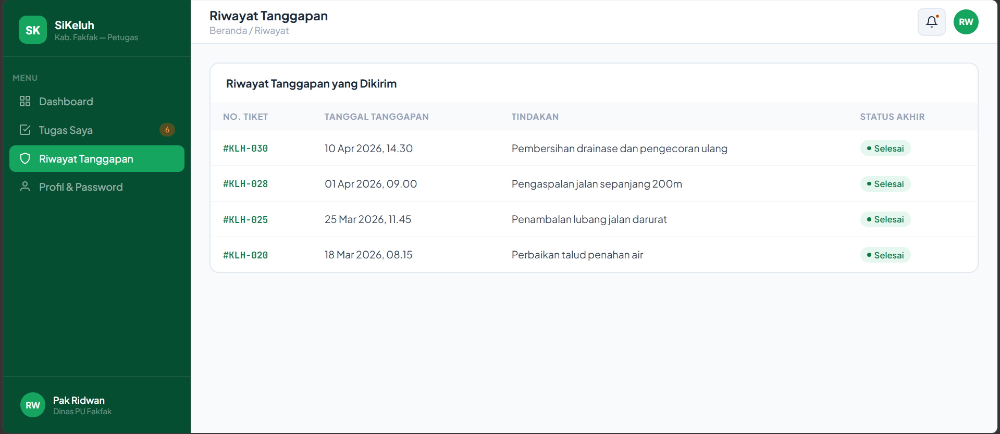 SK
SiKeluh
Kab. Fakfak — Petugas
MENU
Dashboard
Tugas Saya 6
Riwayat Tanggapan
Profil & Password
RW
Pak Ridwan
Dinas PU Fakfak
Riwayat Tanggapan
Beranda / Riwayat
RW
Riwayat Tanggapan yang Dikirim
NO. TIKET TANGGAL TANGGAPAN TINDAKAN STATUS AKHIR
#KLH-030 10 Apr 2026, 14.30 Pembersihan drainase dan pengecoran ulang Selesai
#KLH-028 01 Apr 2026, 09.00 Pengaspalan jalan sepanjang 200m Selesai
#KLH-025 25 Mar 2026, 11.45 Penambalan lubang jalan darurat Selesai
#KLH-020 18 Mar 2026, 08.15 Perbaikan talud penahan air Selesai